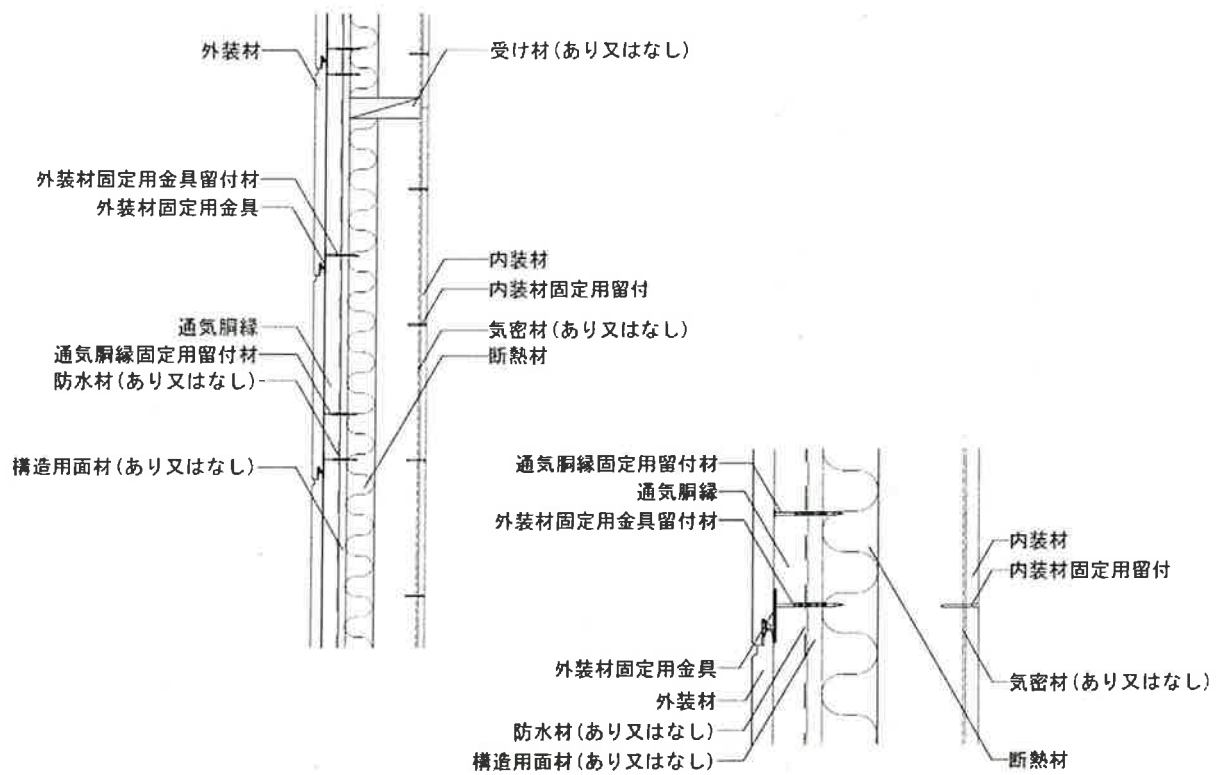 外装材
受け材(あり又はなし)
外装材固定用金具留付材
外装材固定用金具
内装材
内装材固定用留付
通気胴縁
気密材(あり又はなし)
通気胴縁固定用留付材
断熱材
防水材(あり又はなし)
構造用面材(あり又はなし)
通気胴縁固定用留付材
通気胴縁
外装材固定用金具留付材
内装材
内装材固定用留付
外装材固定用金具
気密材(あり又はなし)
外装材
防水材(あり又はなし)
構造用面材(あり又はなし)
断熱材